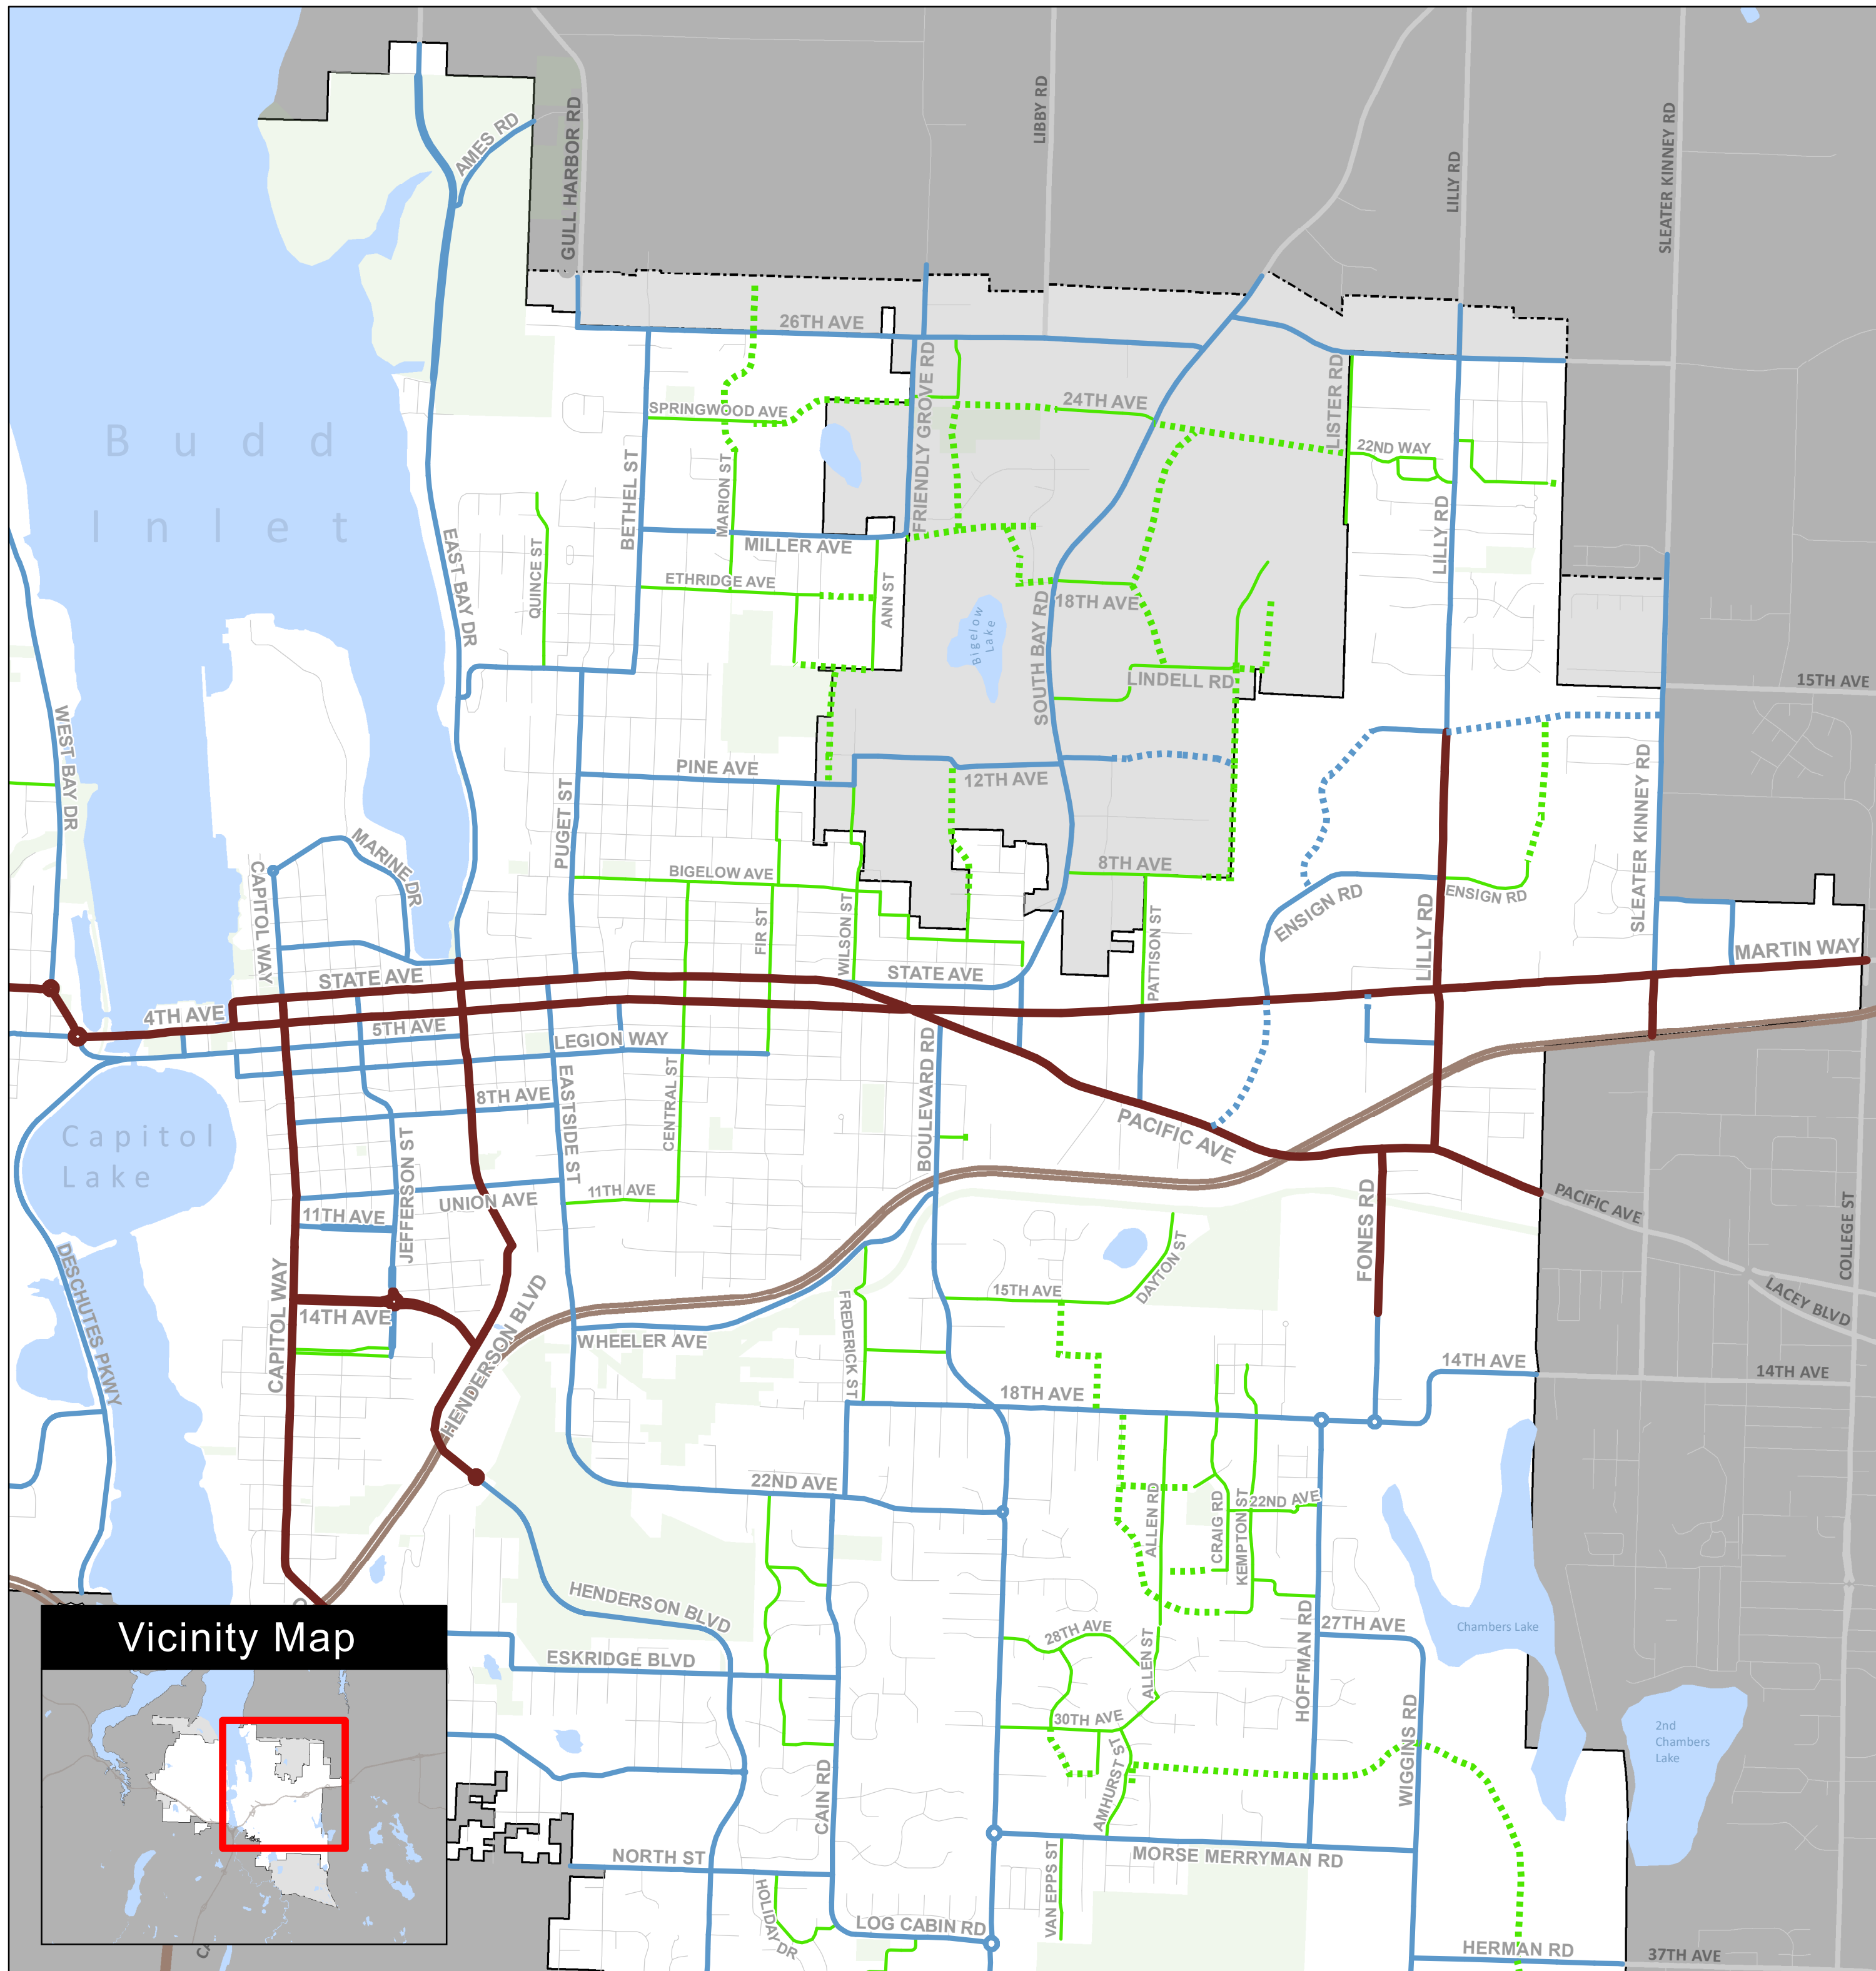 AMES RD
GULL HARBOR RD
LIBBY RD
LILLY RD
SLEATER KINNEY RD
26TH AVE
FRIENDLY GROVE RD
LISTER RD
24TH AVE
SPRINGWOOD AVE
22ND WAY
Budd
Inlet
BETHEL ST
MARION ST
LILLY RD
MILLER AVE
EAST BAY DR
QUINCE ST
ETHRIDGE AVE
ANN ST
18TH AVE
Bigelow
Lake
SOUTH BAY RD
LINDELL RD
15TH AVE
WEST BAY DR
PINE AVE
12TH AVE
PUGET ST
SLEATER KINNEY RD
MARINE DR
CAPITOL WAY
BIGELOW AVE
8TH AVE
ENSIGN RD
ENSIGN RD
FIR ST
WILSON ST
PATTISON ST
LILLY RD
MARTIN WAY
STATE AVE
STATE AVE
4TH AVE
5TH AVE
LEGION WAY
BOULEVARD RD
8TH AVE
EASTSIDE ST
CENTRAL ST
PACIFIC AVE
Capitol
Lake
JEFFERSON ST
UNION AVE
11TH AVE
11TH AVE
PACIFIC AVE
COLLEGE ST
FONES RD
DESCHUTES PKWY
CAPITOL WAY
14TH AVE
HENDERSON BLVD
WHEELER AVE
FREDERICK ST
15TH AVE
DAYTON ST
LACEY BLVD
14TH AVE
14TH AVE
18TH AVE
22ND AVE
ALLEN RD
CRAIG RD
KEMPTON ST
22ND AVE
HENDERSON BLVD
28TH AVE
ALLEN ST
HOFFMAN RD
27TH AVE
Chambers Lake
ESKRIDGE BLVD
30TH AVE
WIGGINS RD
2nd
Chambers
Lake
CAIN RD
AMHURST ST
NORTH ST
MORSE MERRYMAN RD
HOLIDAY DR
VAN EPPS ST
LOG CABIN RD
HERMAN RD
37TH AVE
Vicinity Map